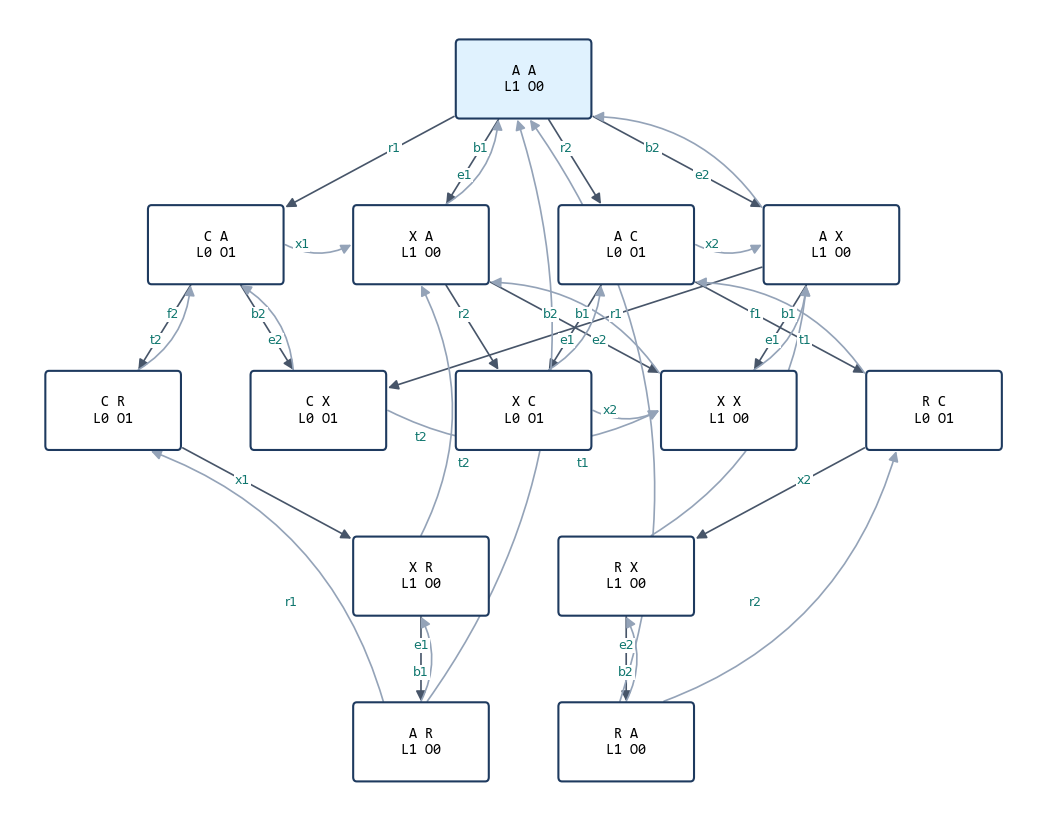 A A
L1 O0
r1
b1
r2
b2
e1
e2
C A
L0 O1
x1
X A
L1 O0
A C
L0 O1
x2
A X
L1 O0
f2
b2
r2
b2
b1
r1
f1
b1
t2
e2
e1
e2
e1
t1
C R
L0 O1
C X
L0 O1
X C
L0 O1
x2
X X
L1 O0
R C
L0 O1
t2
t2
t1
x1
x2
X R
L1 O0
R X
L1 O0
r1
r2
e1
e2
b1
b2
A R
L1 O0
R A
L1 O0